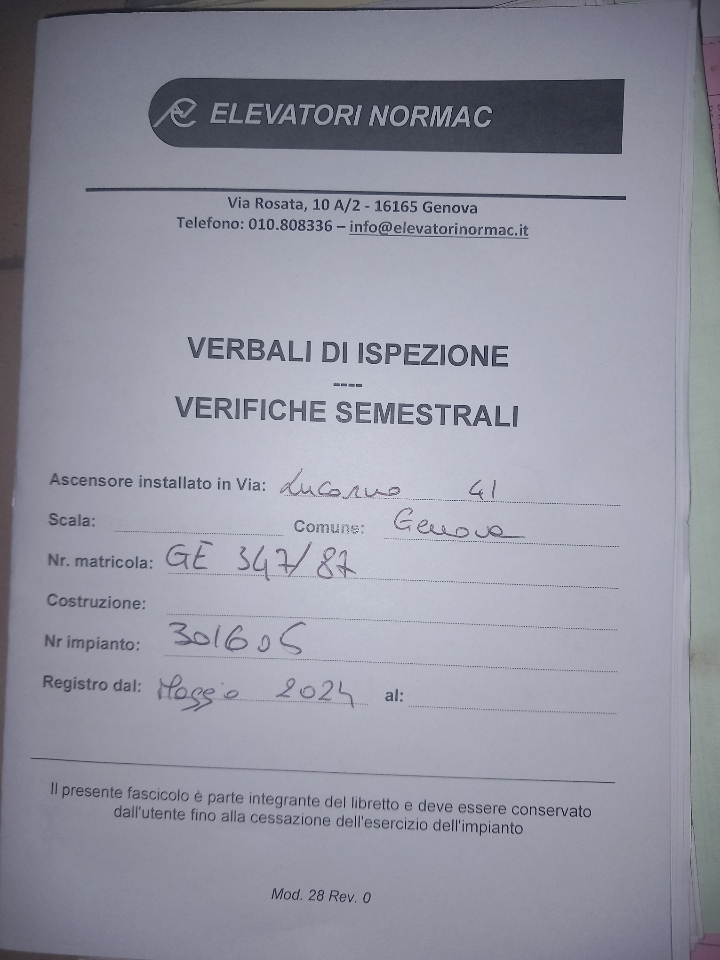 ELEVATORI NORMAC
Via Rosata, 10 A/2 - 16165 Genova
Telefono: 010.808336 – info@elevatorinormac.it
VERBALI DI ISPEZIONE
----
VERIFICHE SEMESTRALI
Ascensore installato in Via: 41
Scala: Comune: Genova
Nr. matricola: GE 347/87
Costruzione:
Nr impianto: 301605
Registro dal: Maggio 2024 al:
Il presente fascicolo è parte integrante del libretto e deve essere conservato
dall'utente fino alla cessazione dell'esercizio dell'impianto
Mod. 28 Rev. 0